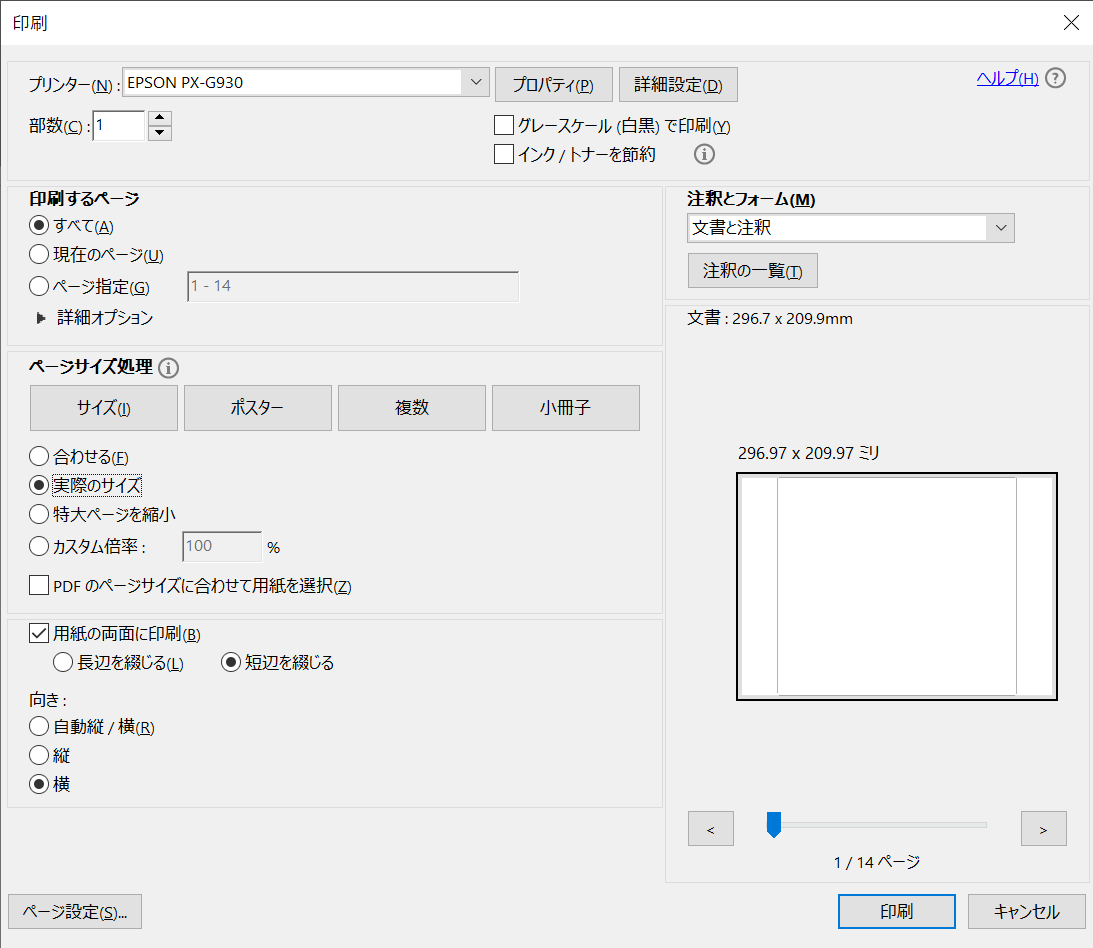 印刷
プリンター(N) : EPSON PX-G930 プロパティ(P) 詳細設定(D) ヘルプ(H) ?
部数(C) : 1 グレースケール (白黒) で印刷(Y)
インク / トナーを節約 i
印刷するページ
すべて(A)
現在のページ(U)
ページ指定(G) 1 - 14
詳細オプション
ページサイズ処理 i
サイズ(I) ポスター 複数 小冊子
合わせる(F)
実際のサイズ
特大ページを縮小
カスタム倍率 : 100 %
PDF のページサイズに合わせて用紙を選択(Z)
用紙の両面に印刷(B)
長辺を綴じる(L) 短辺を綴じる
向き :
自動縦 / 横(R)
縦
横
注釈とフォーム(M)
文書と注釈
注釈の一覧(T)
文書 : 296.7 x 209.9mm
296.97 x 209.97 ミリ
< >
1 / 14 ページ
ページ設定(S)... 印刷 キャンセル